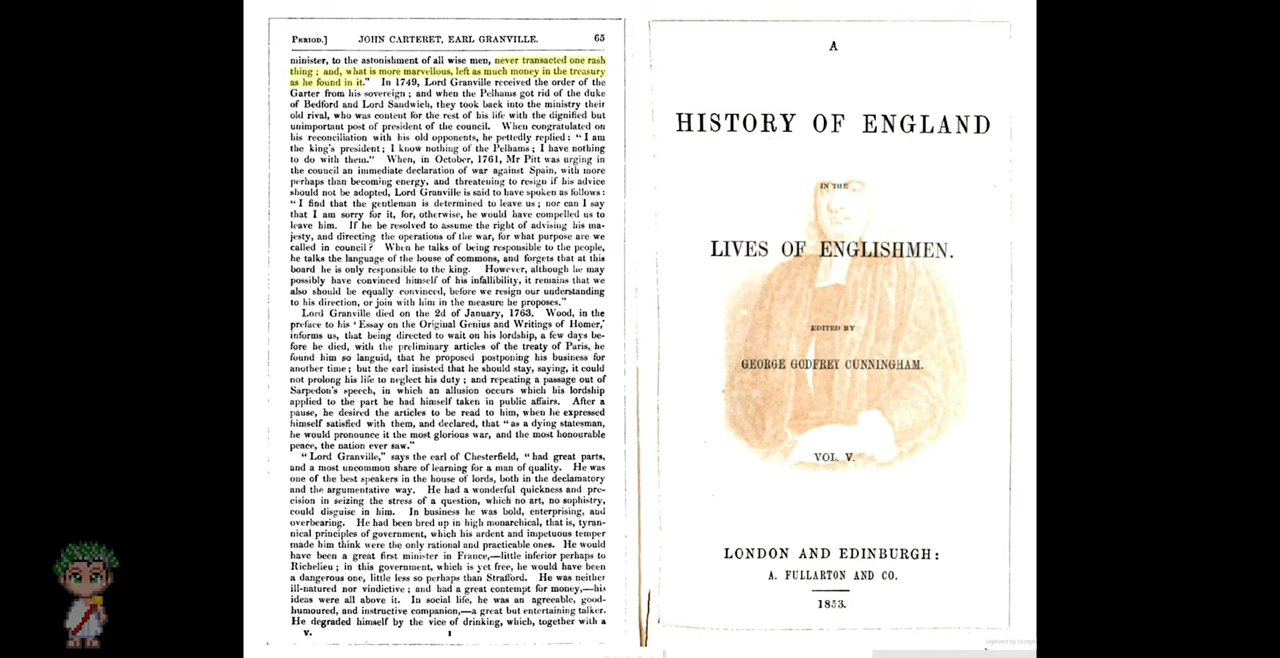 PERIOD.] JOHN CARTERET, EARL GRANVILLE. 65
minister, to the astonishment of all wise men, never transacted one rash
thing ; and, what is more marvellous, left as much money in the treasury
as he found in it." In 1749, Lord Granville received the order of the
Garter from his sovereign ; and when the Pelhams got rid of the duke
of Bedford and Lord Sandwich, they took back into the ministry their
old rival, who was content for the rest of his life with the dignified but
unimportant post of president of the council. When congratulated on
his reconciliation with his old opponents, he pettedly replied : “ I am
the king's president ; I know nothing of the Pelhams ; I have nothing
to do with them.” When, in October, 1761, Mr Pitt was urging in
the council an immediate declaration of war against Spain, with more
perhaps than becoming energy, and threatening to resign if his advice
should not be adopted, Lord Granville is said to have spoken as follows :
“ I find that the gentleman is determined to leave us ; nor can I say
that I am sorry for it, for, otherwise, he would have compelled us to
leave him. If he be resolved to assume the right of advising his ma-
jesty, and directing the operations of the war, for what purpose are we
called in council ? When he talks of being responsible to the people,
he talks the language of the house of commons, and forgets that at this
board he is only responsible to the king. However, although he may
possibly have convinced himself of his infallibility, it remains that we
also should be equally convinced, before we resign our understanding
to his direction, or join with him in the measure he proposes.”
Lord Granville died on the 2d of January, 1763. Wood, in the
preface to his ‘ Essay on the Original Genius and Writings of Homer,’
informs us, that being directed to wait on his lordship, a few days be-
fore he died, with the preliminary articles of the treaty of Paris, he
found him so languid, that he proposed postponing his business for
another time ; but the earl insisted that he should stay, saying, it could
not prolong his life to neglect his duty ; and repeating a passage out of
Sarpedon's speech, in which an allusion occurs which his lordship
applied to the part he had himself taken in public affairs. After a
pause, he desired the articles to be read to him, when he expressed
himself satisfied with them, and declared, that “ as a dying statesman,
he would pronounce it the most glorious war, and the most honourable
peace, the nation ever saw.”
“ Lord Granville,” says the earl of Chesterfield, “ had great parts,
and a most uncommon share of learning for a man of quality. He was
one of the best speakers in the house of lords, both in the declamatory
and the argumentative way. He had a wonderful quickness and pre-
cision in seizing the stress of a question, which no art, no sophistry,
could disguise in him. In business he was bold, enterprising, and
overbearing. He had been bred up in high monarchical, that is, tyran-
nical principles of government, which his ardent and impetuous temper
made him think were the only rational and practicable ones. He would
have been a great first minister in France,—little inferior perhaps to
Richelieu ; in this government, which is yet free, he would have been
a dangerous one, little less so perhaps than Strafford. He was neither
ill-natured nor vindictive ; and had a great contempt for money,—his
ideas were all above it. In social life, he was an agreeable, good-
humoured, and instructive companion,—a great but entertaining talker.
He degraded himself by the vice of drinking, which, together with a
V. I
A
HISTORY OF ENGLAND
IN THE
LIVES OF ENGLISHMEN.
EDITED BY
GEORGE GODFREY CUNNINGHAM.
VOL. V.
LONDON AND EDINBURGH:
A. FULLARTON AND CO.
1853.